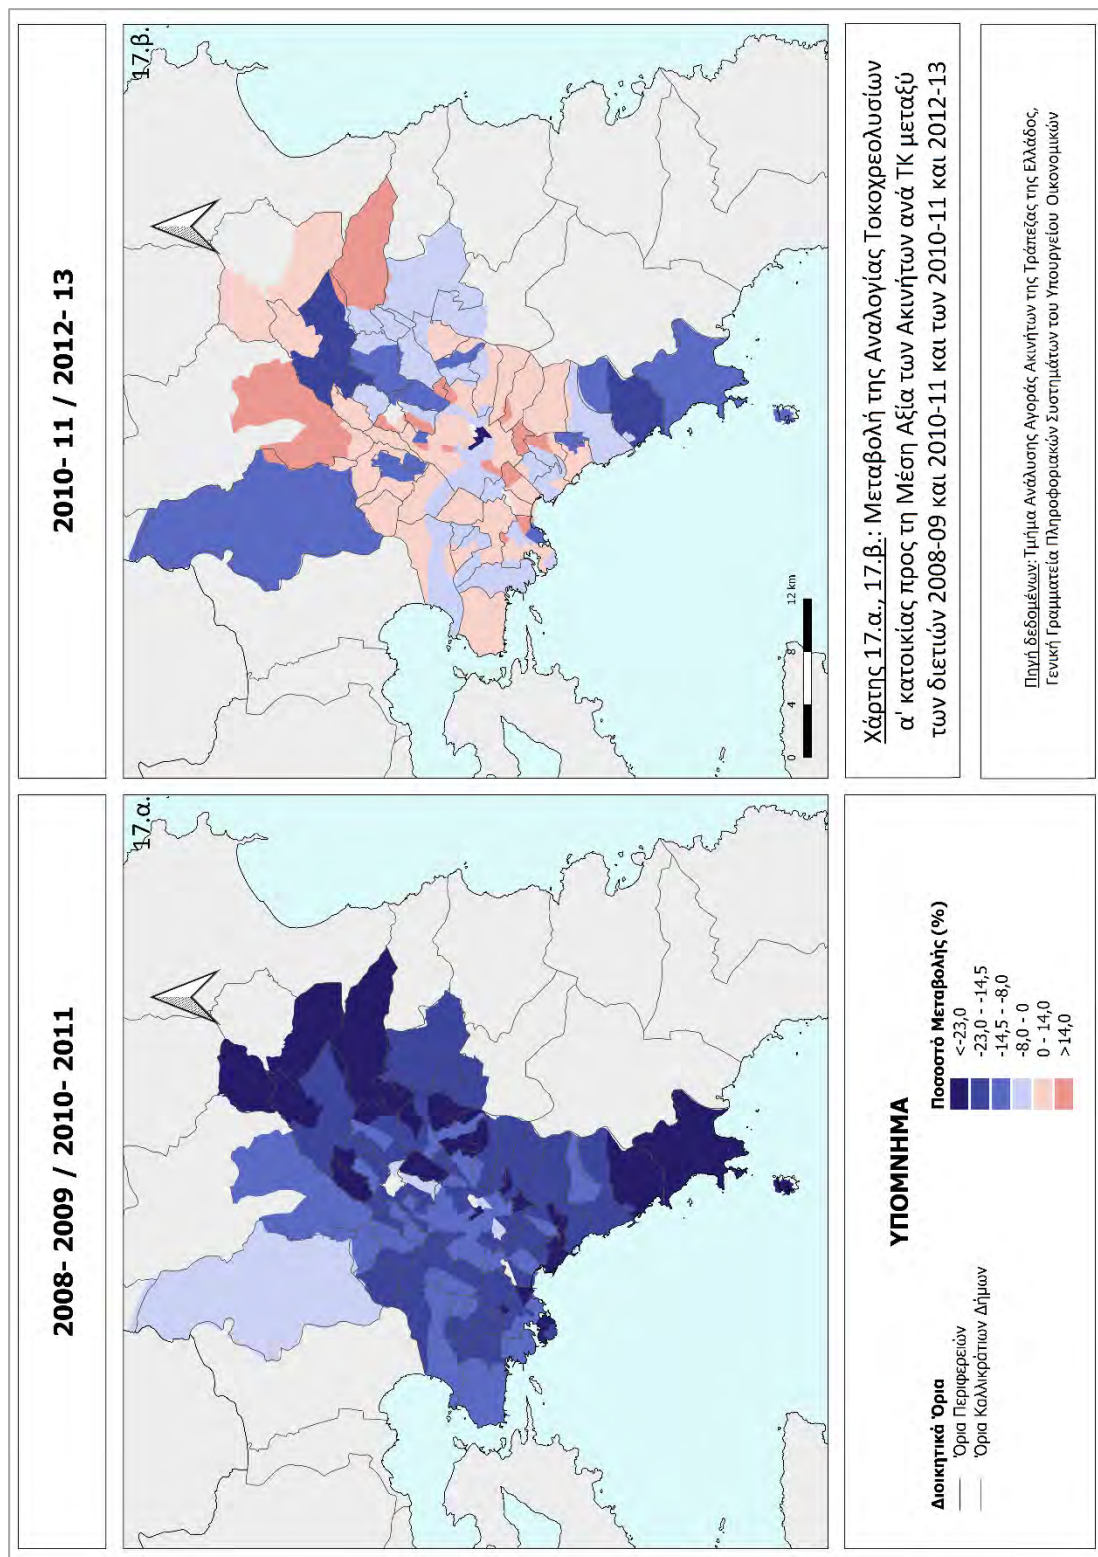 2008- 2009 / 2010- 2011
17.α.
2010- 11 / 2012- 13
17.β.
0 4 8 12 km
ΥΠΟΜΝΗΜΑ
Διοικητικά Όρια
Όρια Περιφερειών
Όρια Καλλικράτιων Δήμων
Ποσοστό Μεταβολής (%)
<-23,0
-23,0 - -14,5
-14,5 - -8,0
-8,0 - 0
0 - 14,0
>14,0
Χάρτης 17.α., 17.β.: Μεταβολή της Αναλογίας Τοκοχρεολυσίων
α' κατοικίας προς τη Μέση Αξία των Ακινήτων ανά ΤΚ μεταξύ
των διετιών 2008-09 και 2010-11 και των 2010-11 και 2012-13
Πηγή δεδομένων: Τμήμα Ανάλυσης Αγοράς Ακινήτων της Τράπεζας της Ελλάδος,
Γενική Γραμματεία Πληροφοριακών Συστημάτων του Υπουργείου Οικονομικών